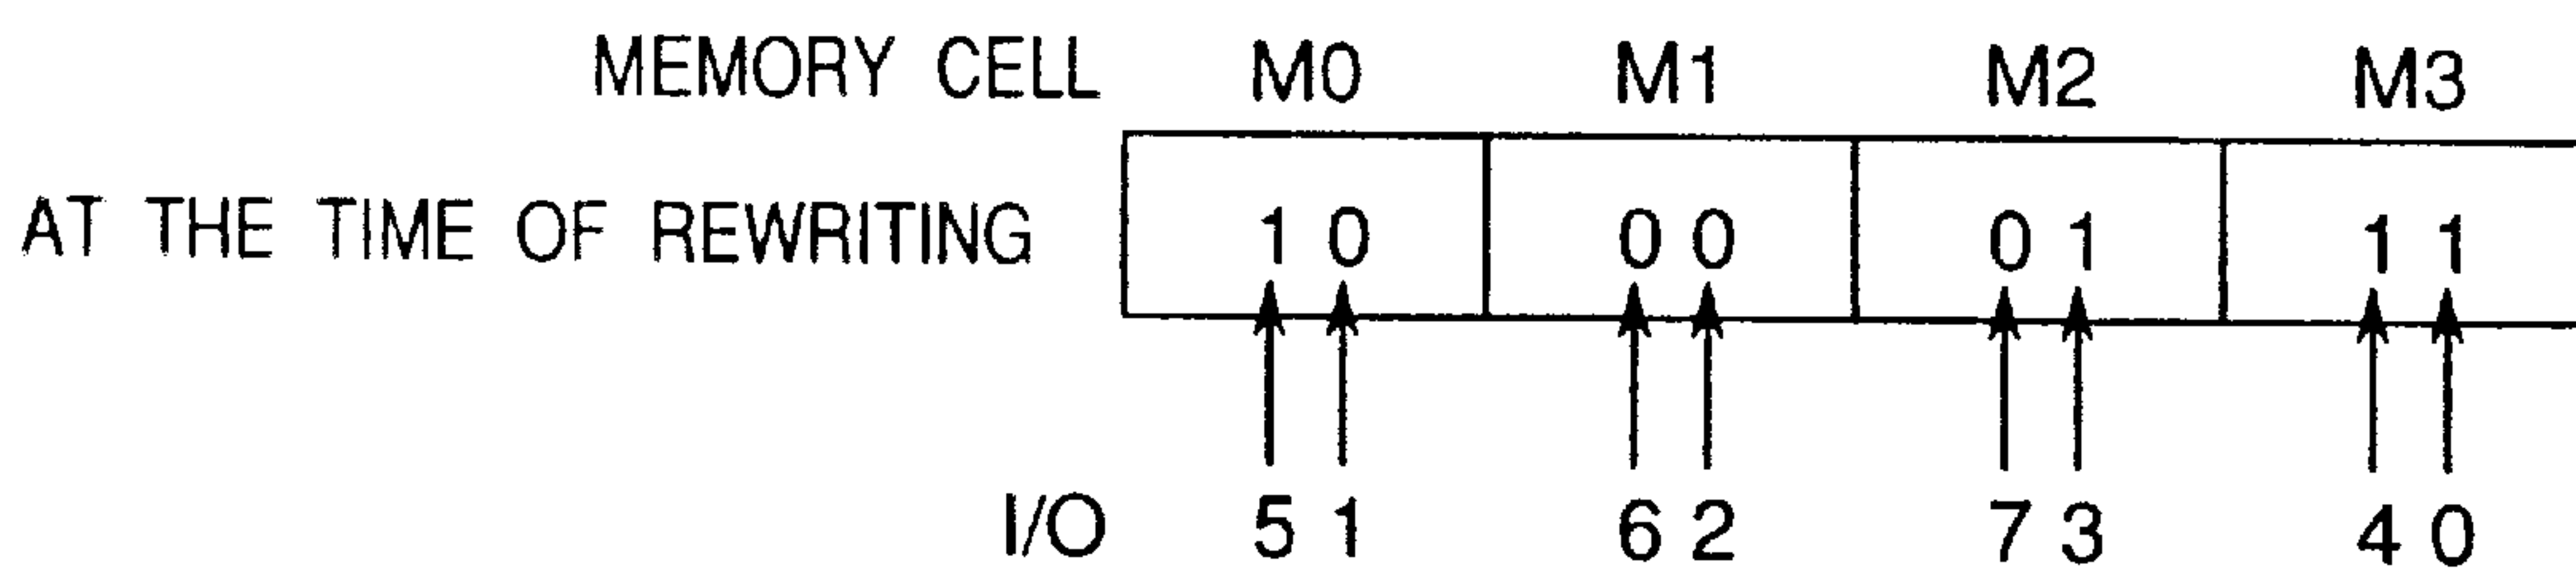 MEMORY CELL M0 M1 M2 M3
AT THE TIME OF REWRITING 1 0 0 0 0 1 1 1
I/O 5 1 6 2 7 3 4 0